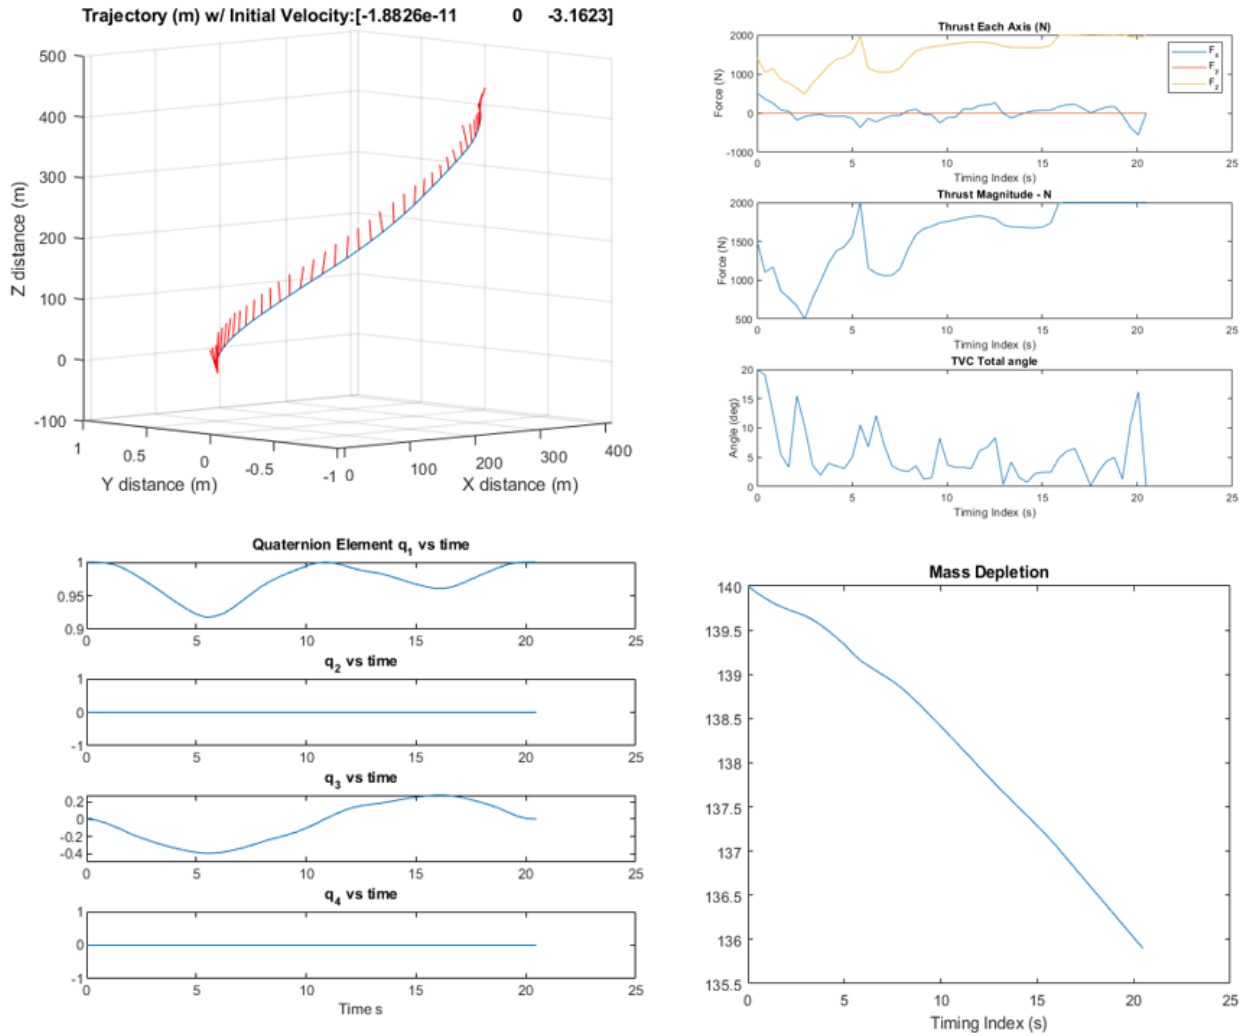 Trajectory (m) w/ Initial Velocity:[-1.8826e-11 0 -3.1623]
500
400
300
200
100
0
-100
Z distance (m)
1 0.5 0 -0.5 -1
Y distance (m)
0 100 200 300 400
X distance (m)
Thrust Each Axis (N)
2000
1000
0
-1000
Force (N)
F_x
F_y
F_z
0 5 10 15 20 25
Timing Index (s)
Thrust Magnitude - N
2000
1500
1000
500
Force (N)
0 5 10 15 20 25
Timing Index (s)
TVC Total angle
20
15
10
5
0
Angle (deg)
0 5 10 15 20 25
Timing Index (s)
Quaternion Element q_1 vs time
1
0.95
0.9
0 5 10 15 20 25
q_2 vs time
1
0
-1
0 5 10 15 20 25
q_3 vs time
0.2
0
-0.2
-0.4
0 5 10 15 20 25
q_4 vs time
1
0
-1
0 5 10 15 20 25
Time s
Mass Depletion
140
139.5
139
138.5
138
137.5
137
136.5
136
135.5
0 5 10 15 20 25
Timing Index (s)